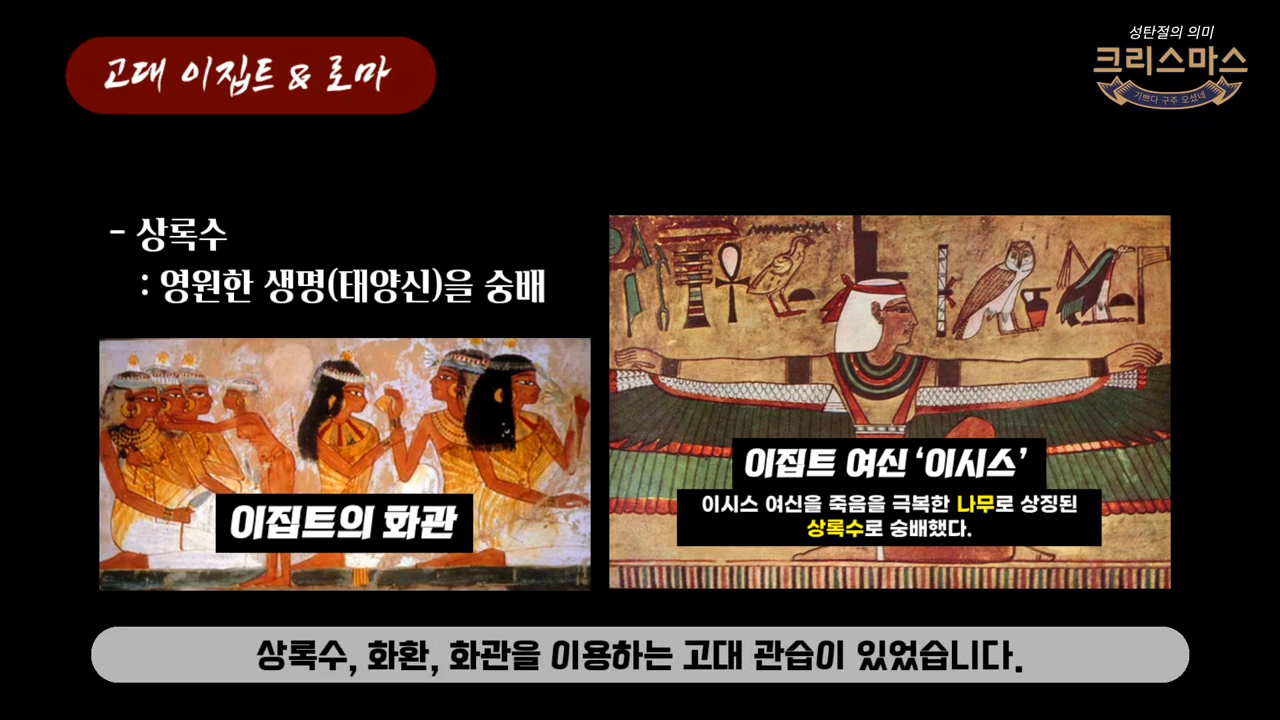 고대 이집트 & 로마
성탄절의 의미
크리스마스
기쁘다 구주 오셨네
- 상록수
: 영원한 생명(태양신)을 숭배
이집트의 화관
이집트 여신 ‘이시스’
이시스 여신을 죽음을 극복한 나무로 상징된
상록수로 숭배했다.
상록수, 화환, 화관을 이용하는 고대 관습이 있었습니다.